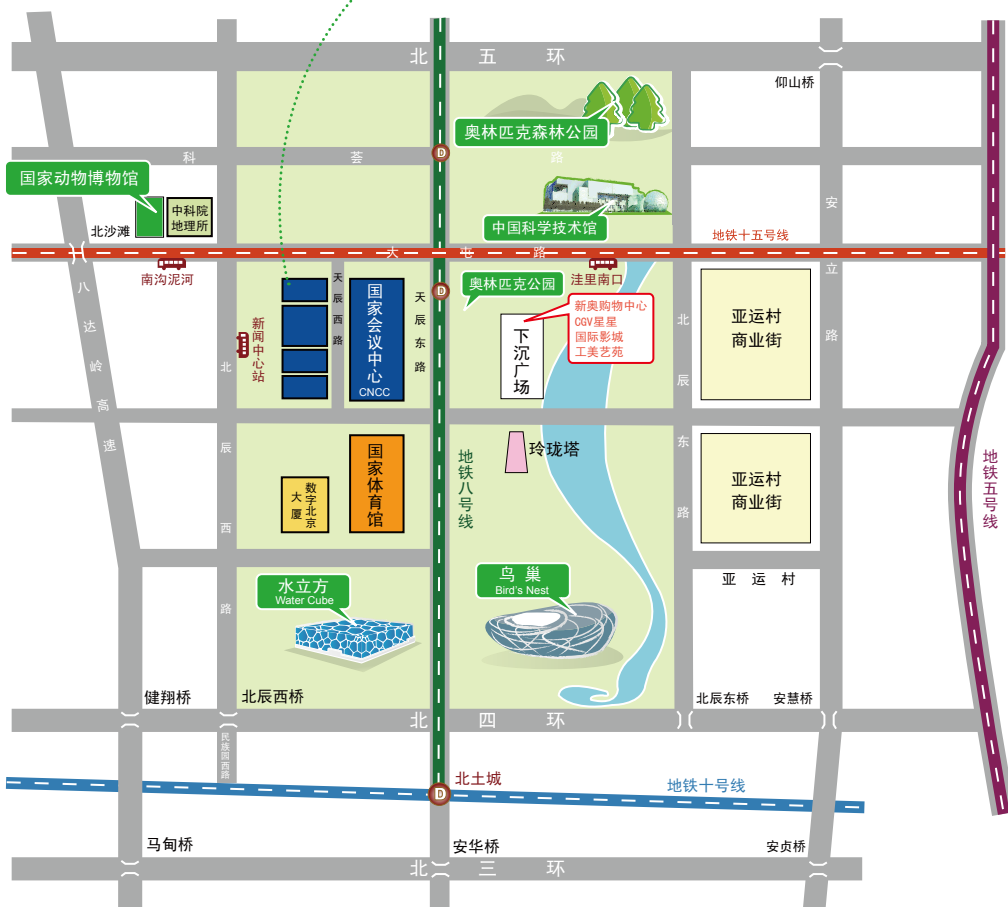 北五环
仰山桥
奥林匹克森林公园
科荟路
国家动物博物馆
中科院
地理所
北沙滩
中国科学技术馆
安立路
地铁十五号线
大屯路
南沟泥河
洼里南口
八达岭高速
天辰西路
国家会议中心
CNCC
天辰东路
奥林匹克公园
新奥购物中心
CGV星星
国际影城
工美艺苑
下沉广场
新闻中心站
北辰西路
北辰东路
亚运村
商业街
玲珑塔
国家体育馆
数字北京
大厦
地铁八号线
亚运村
商业街
地铁五号线
水立方
Water Cube
鸟巢
Bird's Nest
亚运村
健翔桥
北辰西桥
北辰东桥
安慧桥
北四环
民族园西路
北土城
地铁十号线
马甸桥
安华桥
安贞桥
北三环
D
D
D